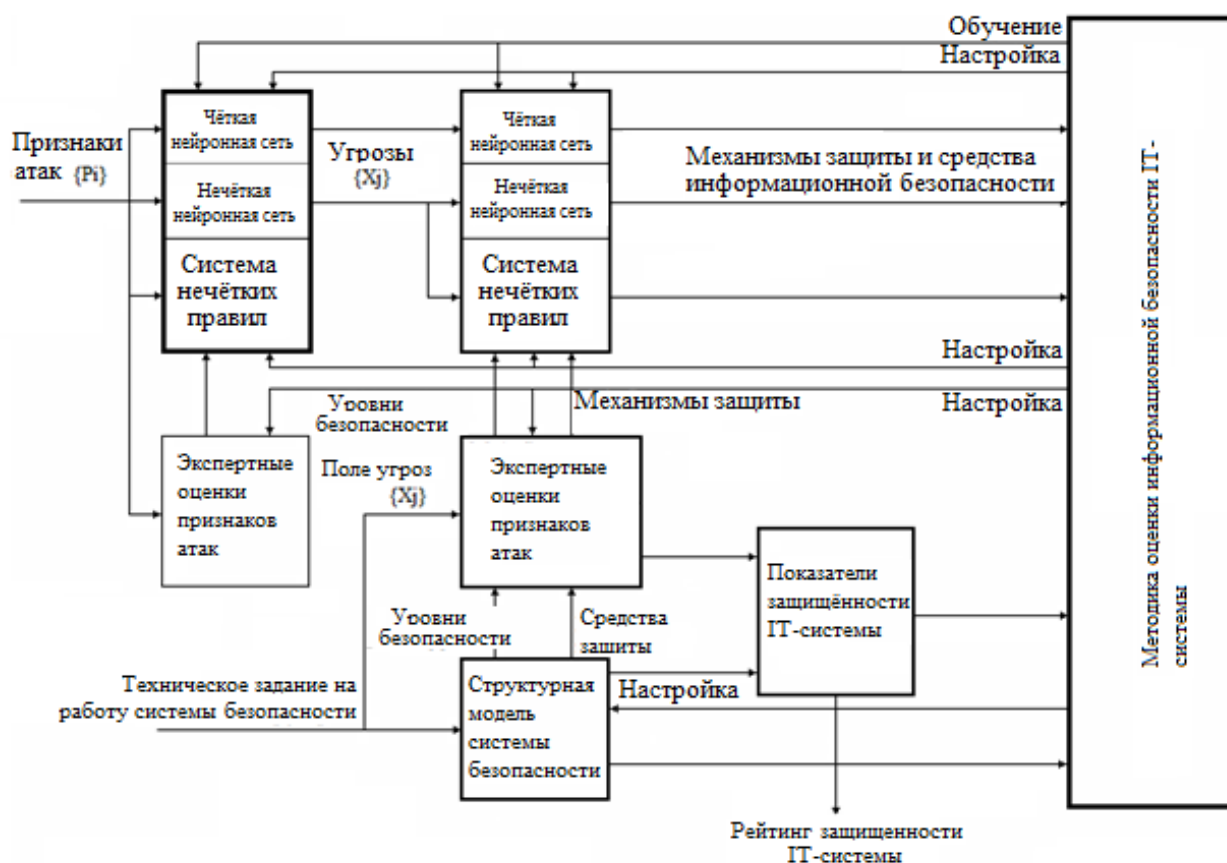 Обучение
Настройка
Признаки
атак {Pi}
Чёткая
нейронная сеть
Нечёткая
нейронная сеть
Система
нечётких
правил
Угрозы
{Xj}
Чёткая
нейронная сеть
Нечёткая
нейронная сеть
Система
нечётких
правил
Механизмы защиты и средства
информационной безопасности
Настройка
Уровни
безопасности
Механизмы защиты
Настройка
Экспертные
оценки
признаков
атак
Поле угроз
{Xj}
Экспертные
оценки
признаков
атак
Показатели
защищённости
IT-системы
Уровни
безопасности
Средства
зашиты
Техническое задание на
работу системы безопасности
Структурная
модель
системы
безопасности
Настройка
Рейтинг защищенности
IT-системы
Методика оценки информационной безопасности IT-
системы